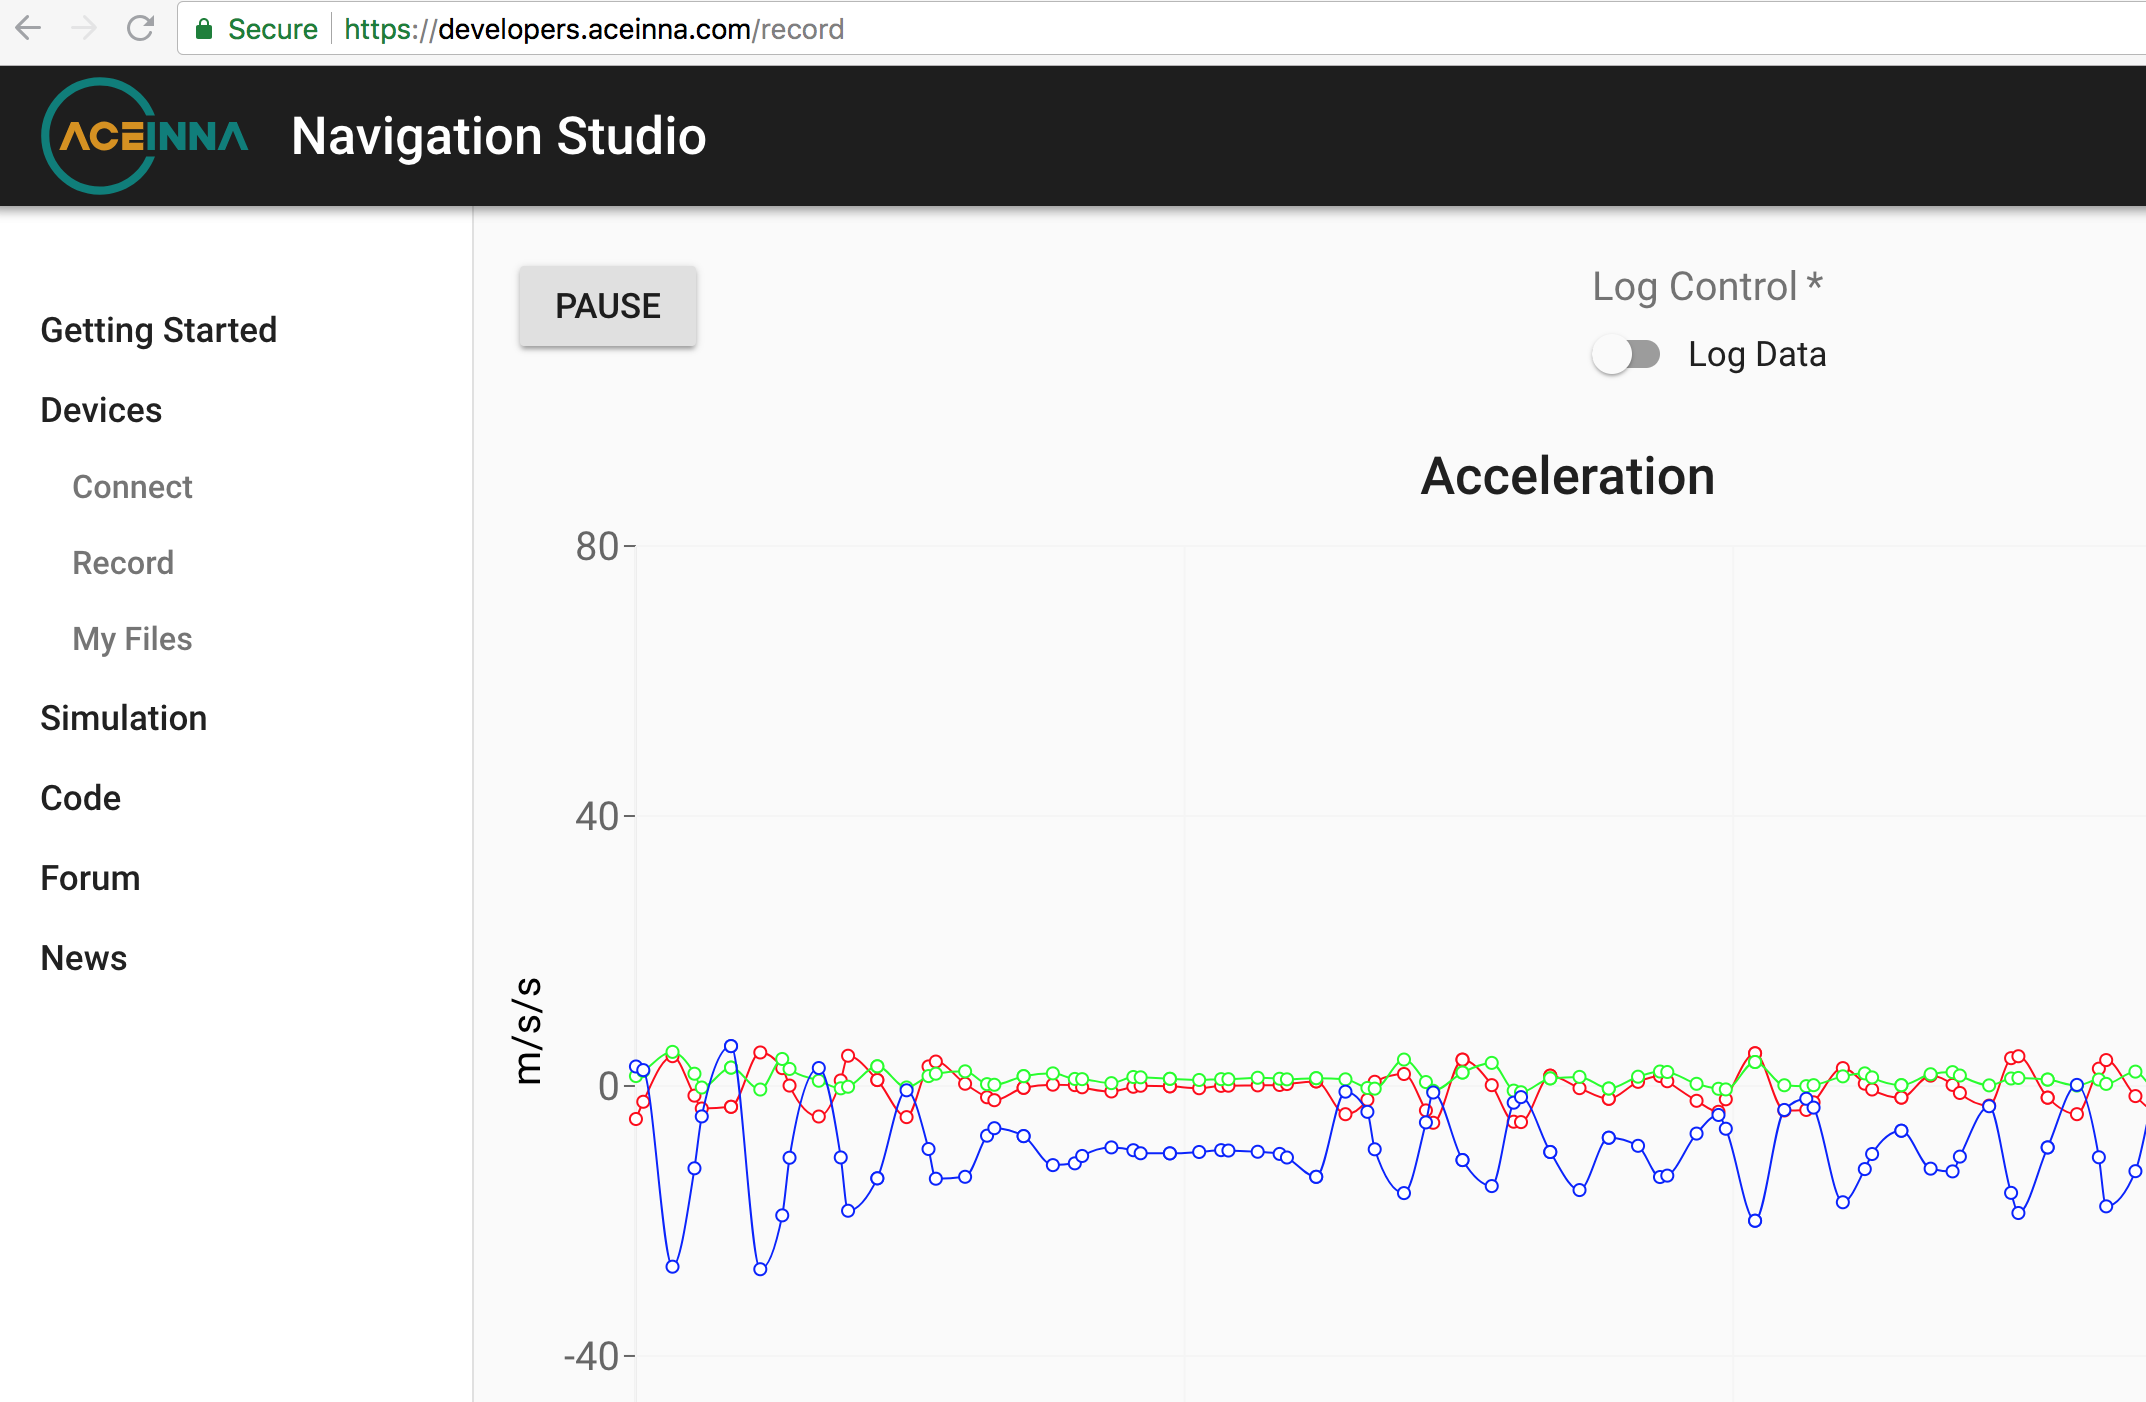 Secure https://developers.aceinna.com/record
ACEINNA Navigation Studio
Getting Started
Devices
Connect
Record
My Files
Simulation
Code
Forum
News
PAUSE
Log Control *
Log Data
Acceleration
80
40
0
-40
m/s/s